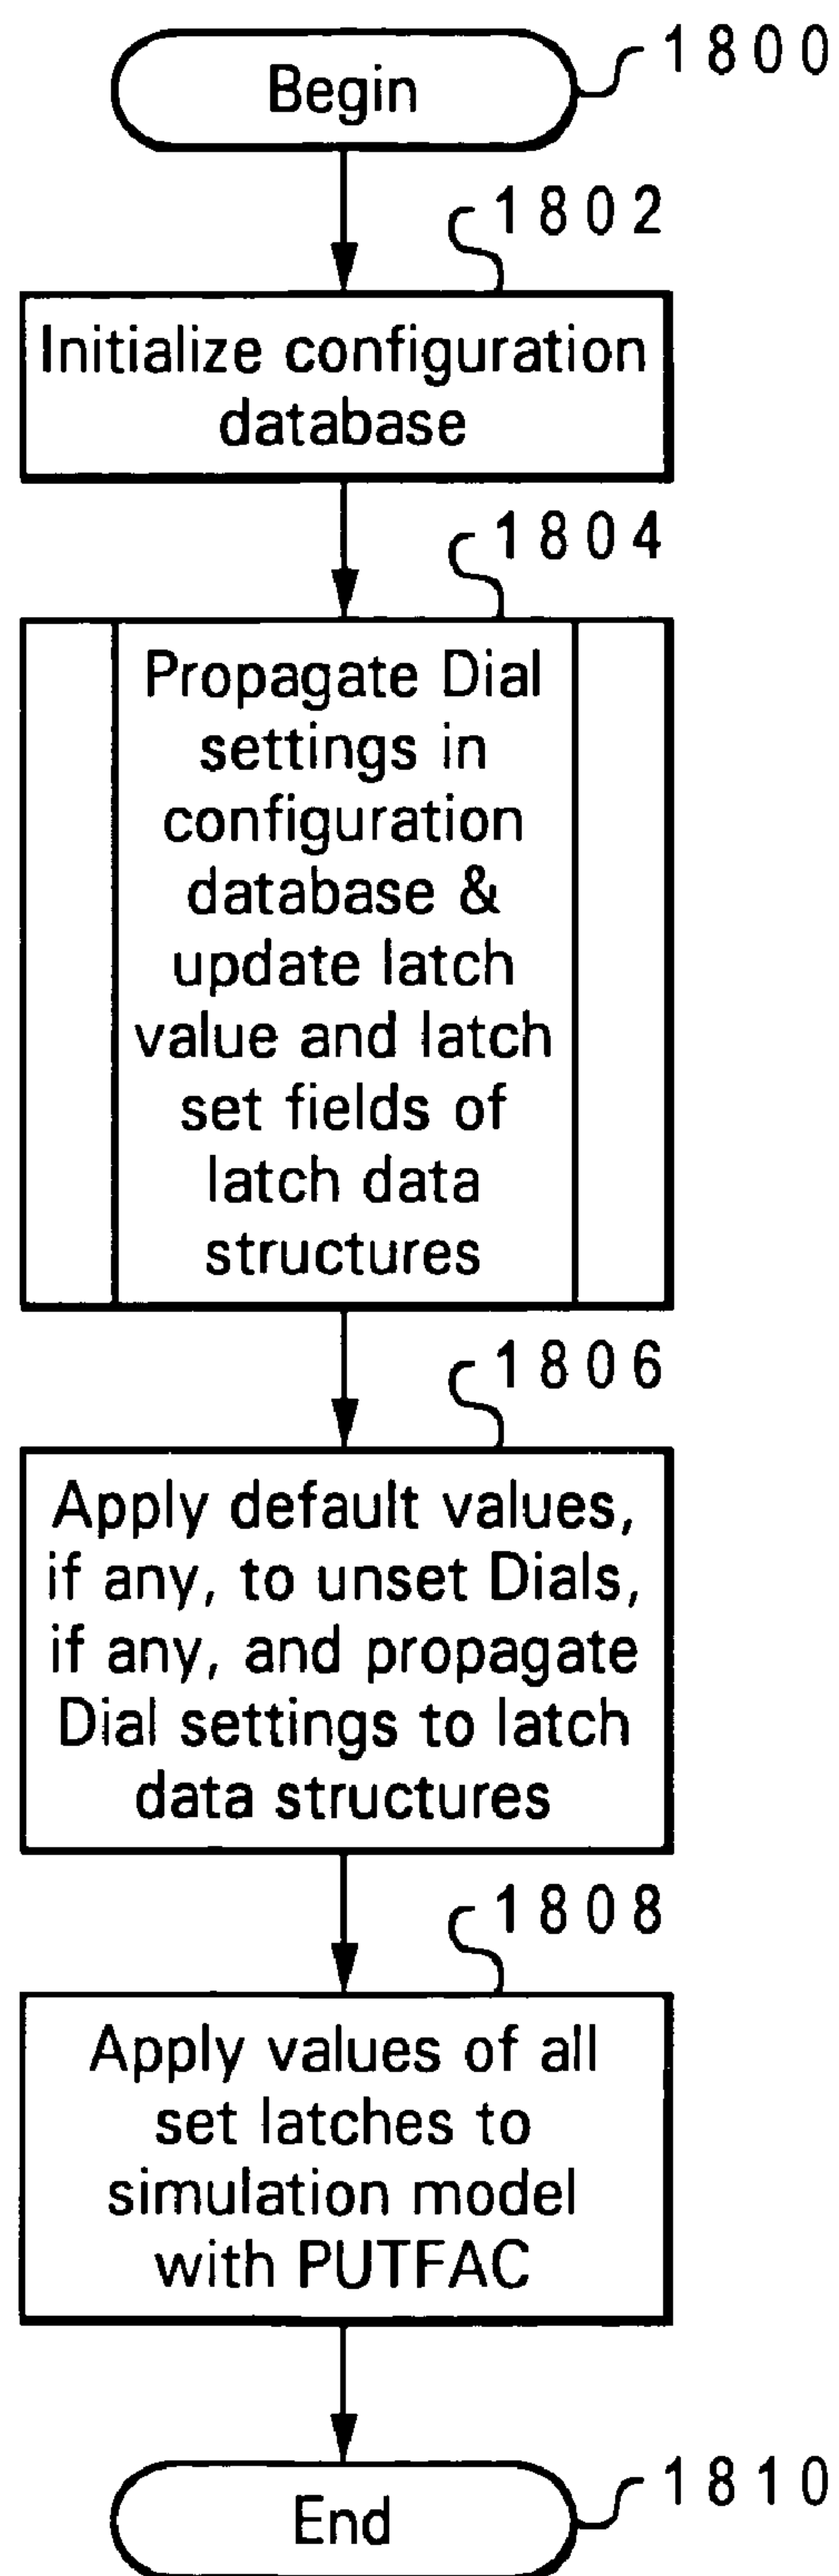 1800
Begin
1802
Initialize configuration
database
1804
Propagate Dial
settings in
configuration
database &
update latch
value and latch
set fields of
latch data
structures
1806
Apply default values,
if any, to unset Dials,
if any, and propagate
Dial settings to latch
data structures
1808
Apply values of all
set latches to
simulation model
with PUTFAC
1810
End